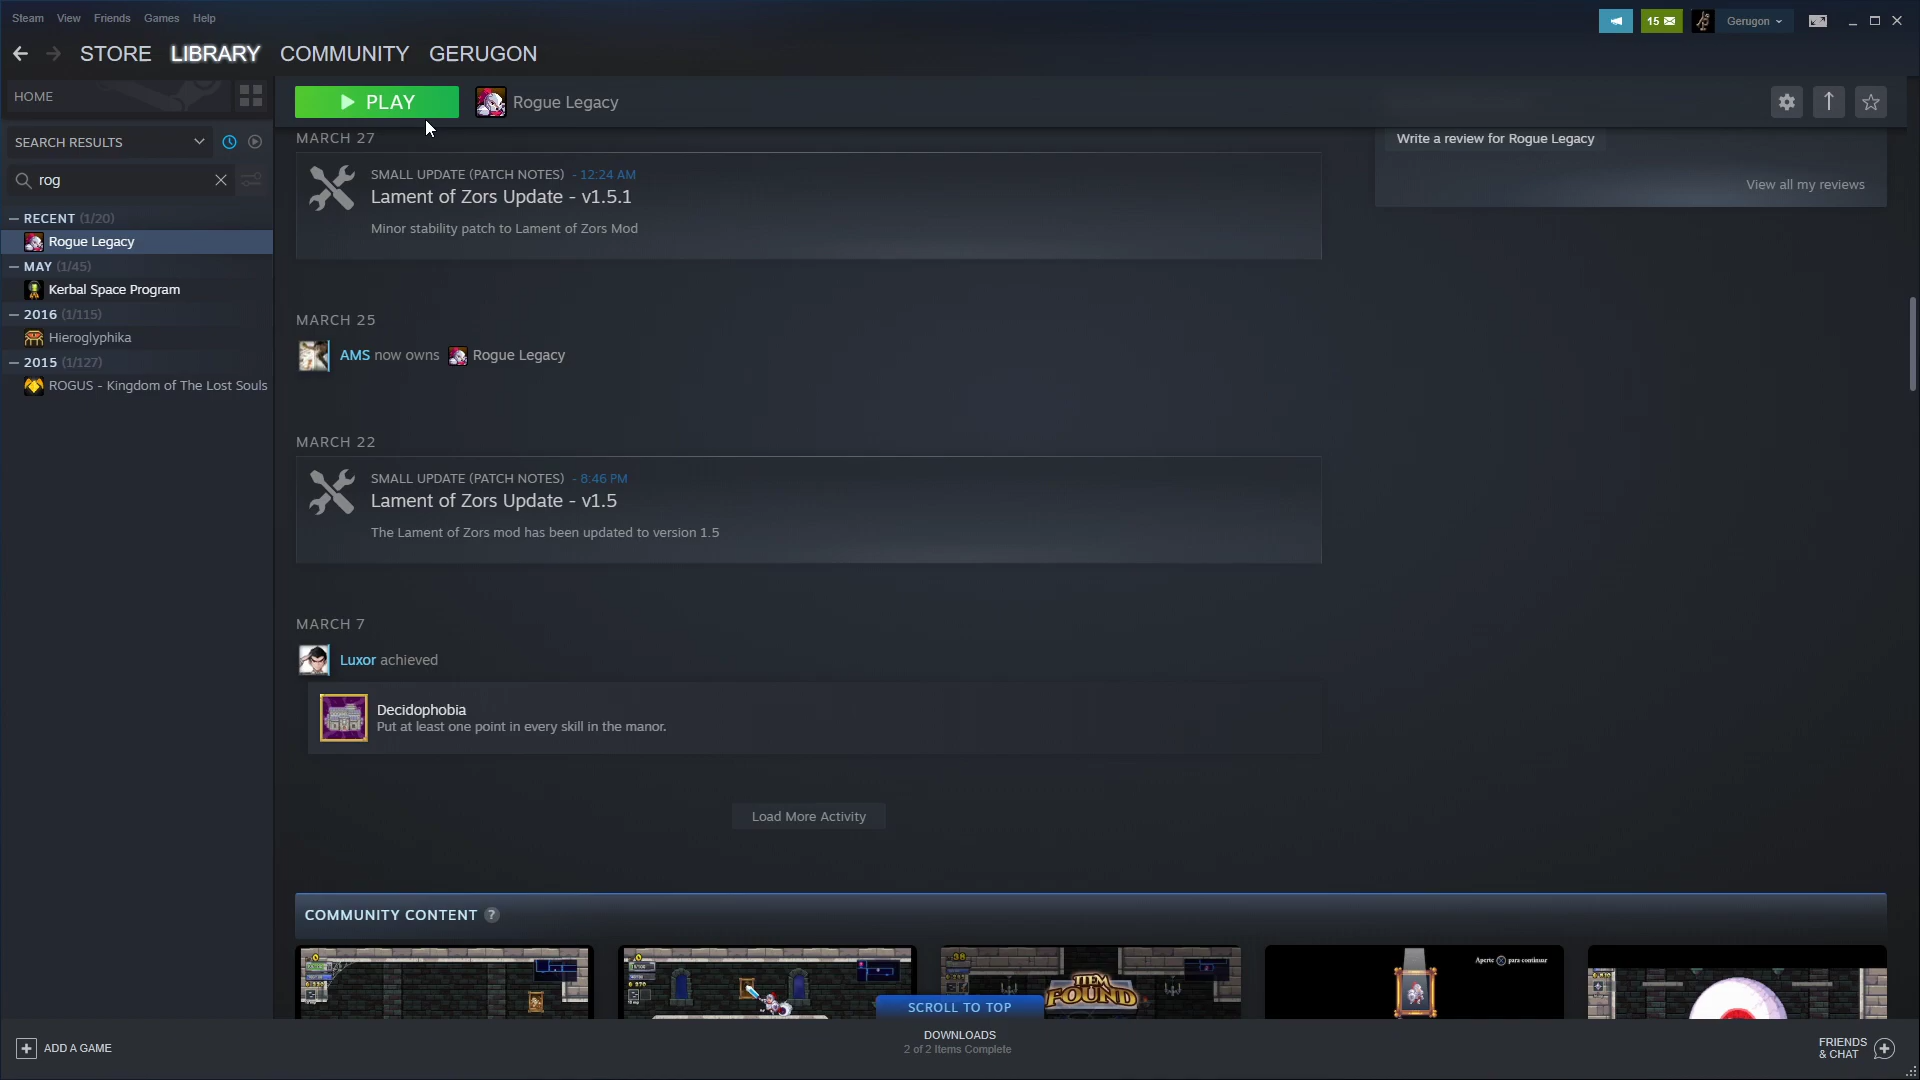 Steam View Friends Games Help
15
Gerugon
STORE LIBRARY COMMUNITY GERUGON
HOME
PLAY
Rogue Legacy
SEARCH RESULTS
rog
RECENT (1/20)
Rogue Legacy
MAY (1/45)
Kerbal Space Program
2016 (1/115)
Hieroglyphika
2015 (1/127)
ROGUS - Kingdom of The Lost Souls
MARCH 27
SMALL UPDATE (PATCH NOTES) - 12:24 AM
Lament of Zors Update - v1.5.1
Minor stability patch to Lament of Zors Mod
MARCH 25
AMS now owns Rogue Legacy
MARCH 22
SMALL UPDATE (PATCH NOTES) - 8:46 PM
Lament of Zors Update - v1.5
The Lament of Zors mod has been updated to version 1.5
MARCH 7
Luxor achieved
Decidophobia
Put at least one point in every skill in the manor.
Load More Activity
Write a review for Rogue Legacy
View all my reviews
COMMUNITY CONTENT ?
38
ITEM
FOUND
Aperte X para continuar
SCROLL TO TOP
ADD A GAME
DOWNLOADS
2 of 2 Items Complete
FRIENDS
& CHAT